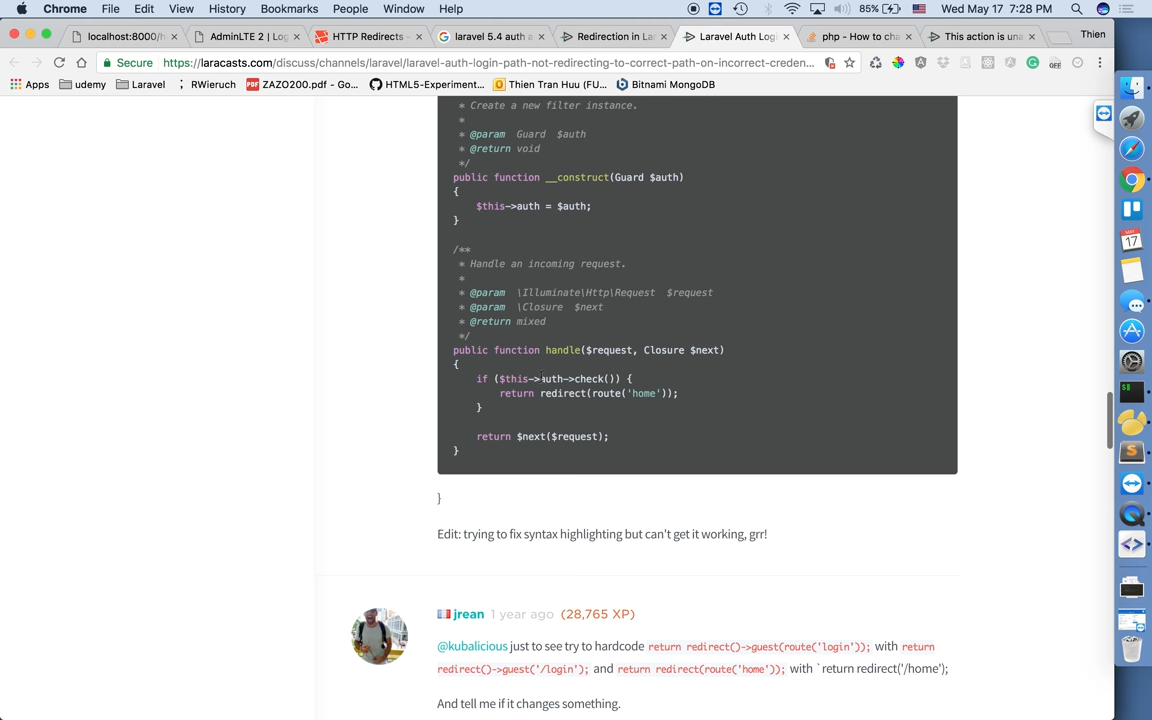 Chrome File Edit View History Bookmarks People Window Help 85% Wed May 17 7:28 PM
localhost:8000/h
AdminLTE 2 | Log
HTTP Redirects -
laravel 5.4 auth a
Redirection in La
Laravel Auth Logi
php - How to cha
This action is una
Thien
Secure https://laracasts.com/discuss/channels/laravel/laravel-auth-login-path-not-redirecting-to-correct-path-on-incorrect-creden...
Apps udemy Laravel RWieruch ZAZO200.pdf - Go... HTML5-Experiment... Thien Tran Huu (FU... Bitnami MongoDB
* Create a new filter instance.
*
* @param Guard $auth
* @return void
*/
public function __construct(Guard $auth)
{
$this->auth = $auth;
}
/**
* Handle an incoming request.
*
* @param \Illuminate\Http\Request $request
* @param \Closure $next
* @return mixed
*/
public function handle($request, Closure $next)
{
if ($this->auth->check()) {
return redirect(route('home'));
}
return $next($request);
}
}
Edit: trying to fix syntax highlighting but can't get it working, grr!
jrean 1 year ago (28,765 XP)
@kubalicious just to see try to hardcode return redirect()->guest(route('login')); with return
redirect()->guest('/login'); and return redirect(route('home')); with `return redirect('/home');
And tell me if it changes something.